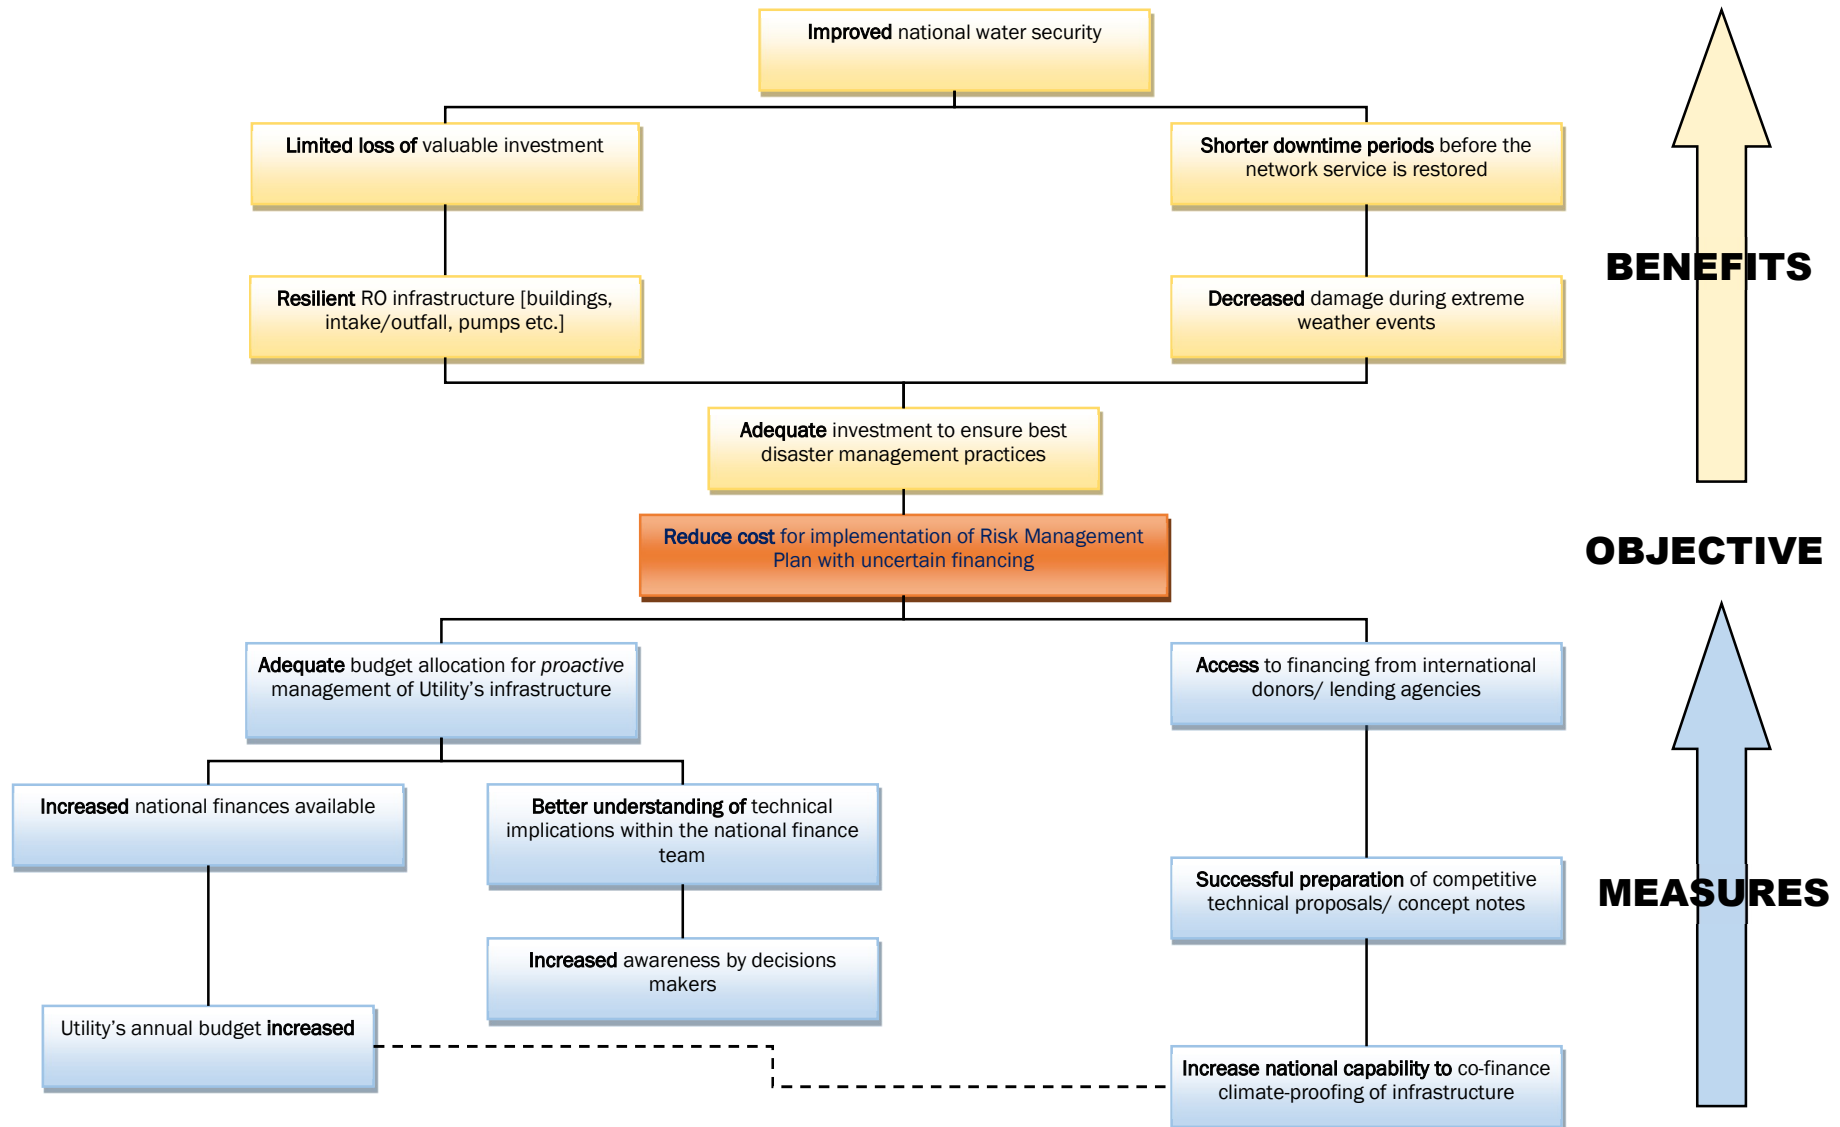 Improved national water security
Limited loss of valuable investment
Shorter downtime periods before the
network service is restored
BENEFITS
Resilient RO infrastructure [buildings,
intake/outfall, pumps etc.]
Decreased damage during extreme
weather events
Adequate investment to ensure best
disaster management practices
Reduce cost for implementation of Risk Management
Plan with uncertain financing
OBJECTIVE
Adequate budget allocation for proactive
management of Utility’s infrastructure
Access to financing from international
donors/ lending agencies
Increased national finances available
Better understanding of technical
implications within the national finance
team
Successful preparation of competitive
technical proposals/ concept notes
MEASURES
Increased awareness by decisions
makers
Utility’s annual budget increased
Increase national capability to co-finance
climate-proofing of infrastructure